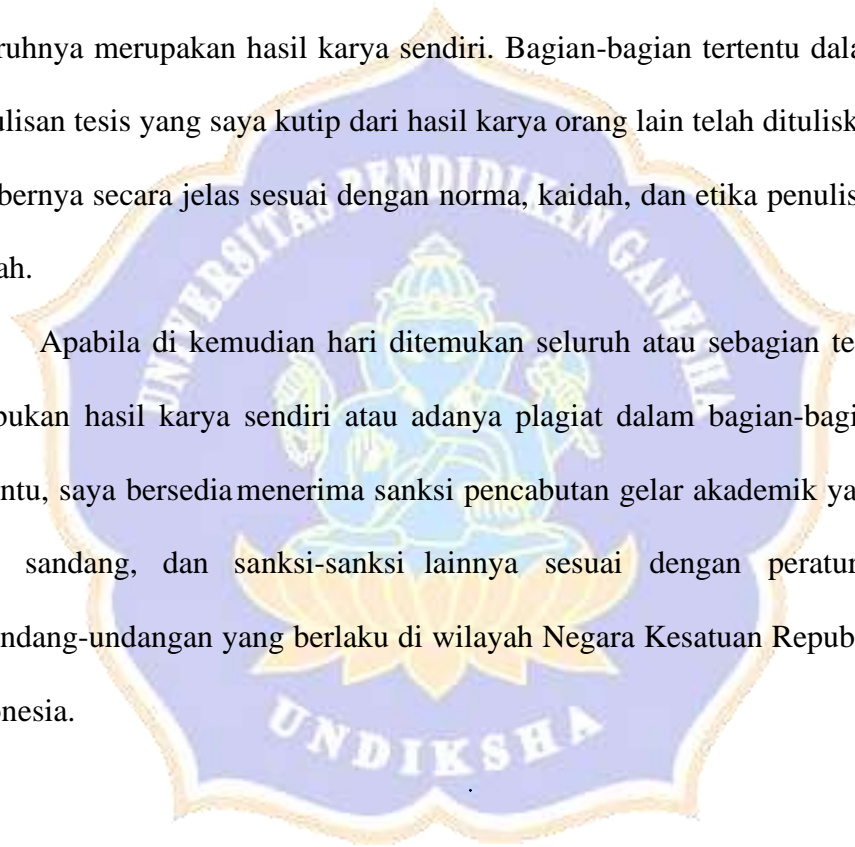 ruhnya merupakan hasil karya sendiri. Bagian-bagian tertentu dala
ulisan tesis yang saya kutip dari hasil karya orang lain telah ditulisk
bernya secara jelas sesuai dengan norma, kaidah, dan etika penulis
ah.
Apabila di kemudian hari ditemukan seluruh atau sebagian te
bukan hasil karya sendiri atau adanya plagiat dalam bagian-bagi
ntu, saya bersedia menerima sanksi pencabutan gelar akademik ya
sandang, dan sanksi-sanksi lainnya sesuai dengan peratur
ndang-undangan yang berlaku di wilayah Negara Kesatuan Repub
onesia.
UNIVERSITAS PENDIDIKAN GANESHA
UNDIKSHA